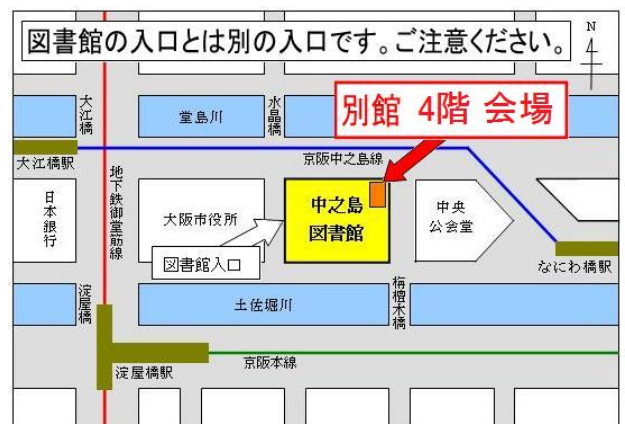 図書館の入口とは別の入口です。ご注意ください。
N
別館 4階 会場
大江橋
堂島川
水晶橋
大江橋駅
京阪中之島線
地下鉄御堂筋線
日本銀行
大阪市役所
中之島
図書館
中央
公会堂
図書館入口
なにわ橋駅
淀屋橋
土佐堀川
栴檀木橋
京阪本線
淀屋橋駅